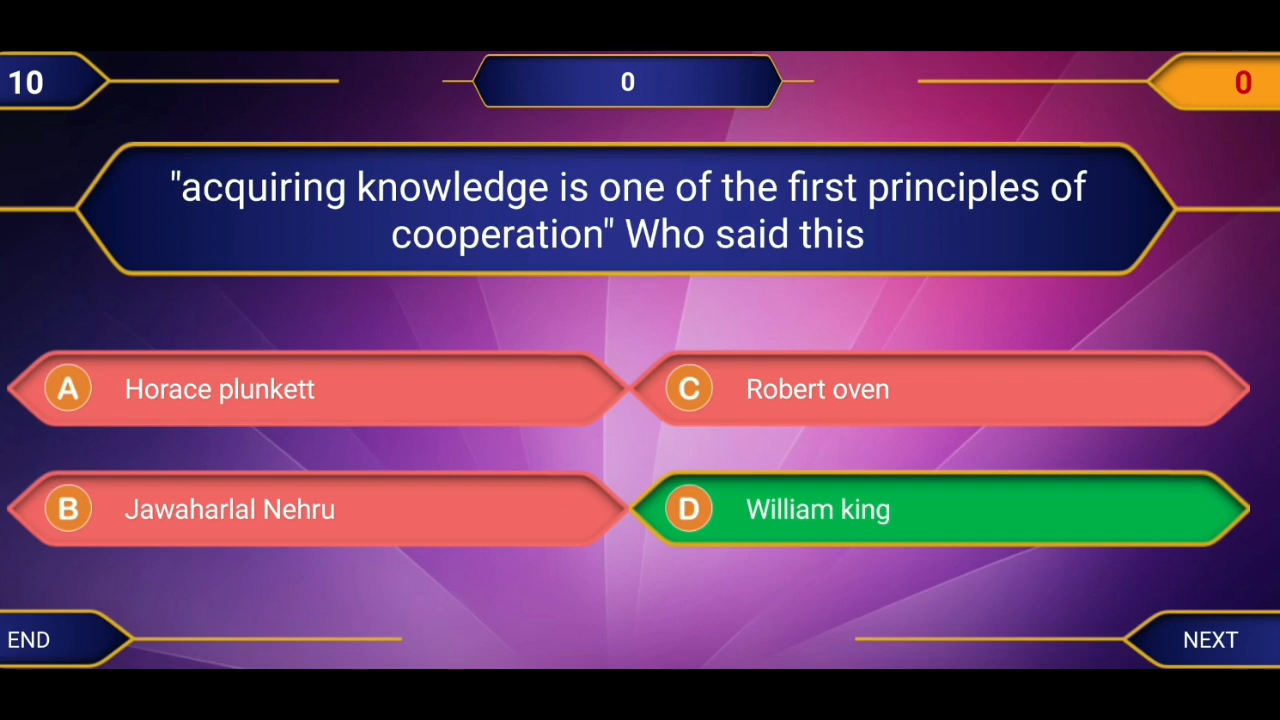 10
0
0
"acquiring knowledge is one of the first principles of
cooperation" Who said this
A Horace plunkett
C Robert oven
B Jawaharlal Nehru
D William king
END
NEXT